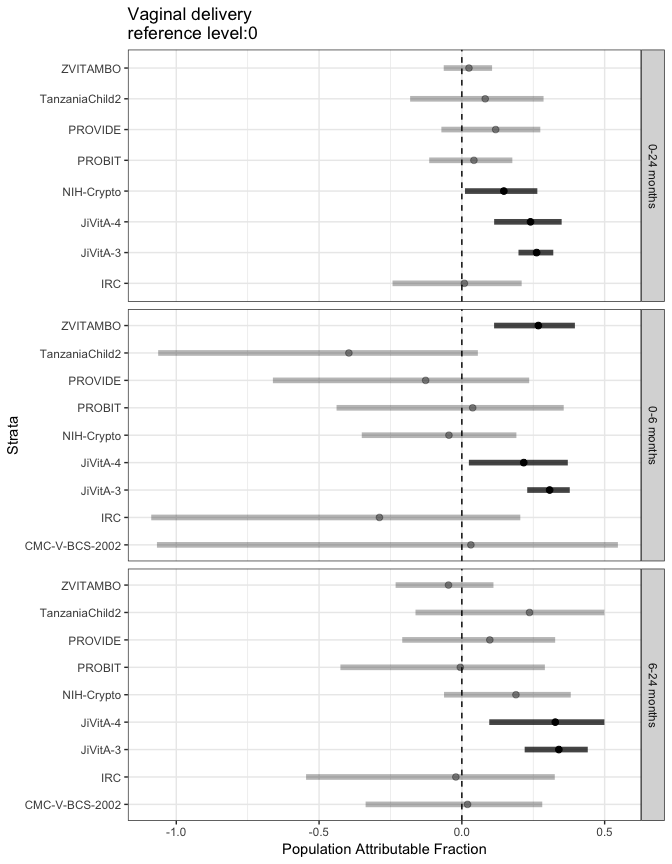 Vaginal delivery
reference level:0
Strata
ZVITAMBO
TanzaniaChild2
PROVIDE
PROBIT
NIH-Crypto
JiVitA-4
JiVitA-3
IRC
0-24 months
ZVITAMBO
TanzaniaChild2
PROVIDE
PROBIT
NIH-Crypto
JiVitA-4
JiVitA-3
IRC
CMC-V-BCS-2002
0-6 months
ZVITAMBO
TanzaniaChild2
PROVIDE
PROBIT
NIH-Crypto
JiVitA-4
JiVitA-3
IRC
CMC-V-BCS-2002
6-24 months
-1.0 -0.5 0.0 0.5
Population Attributable Fraction